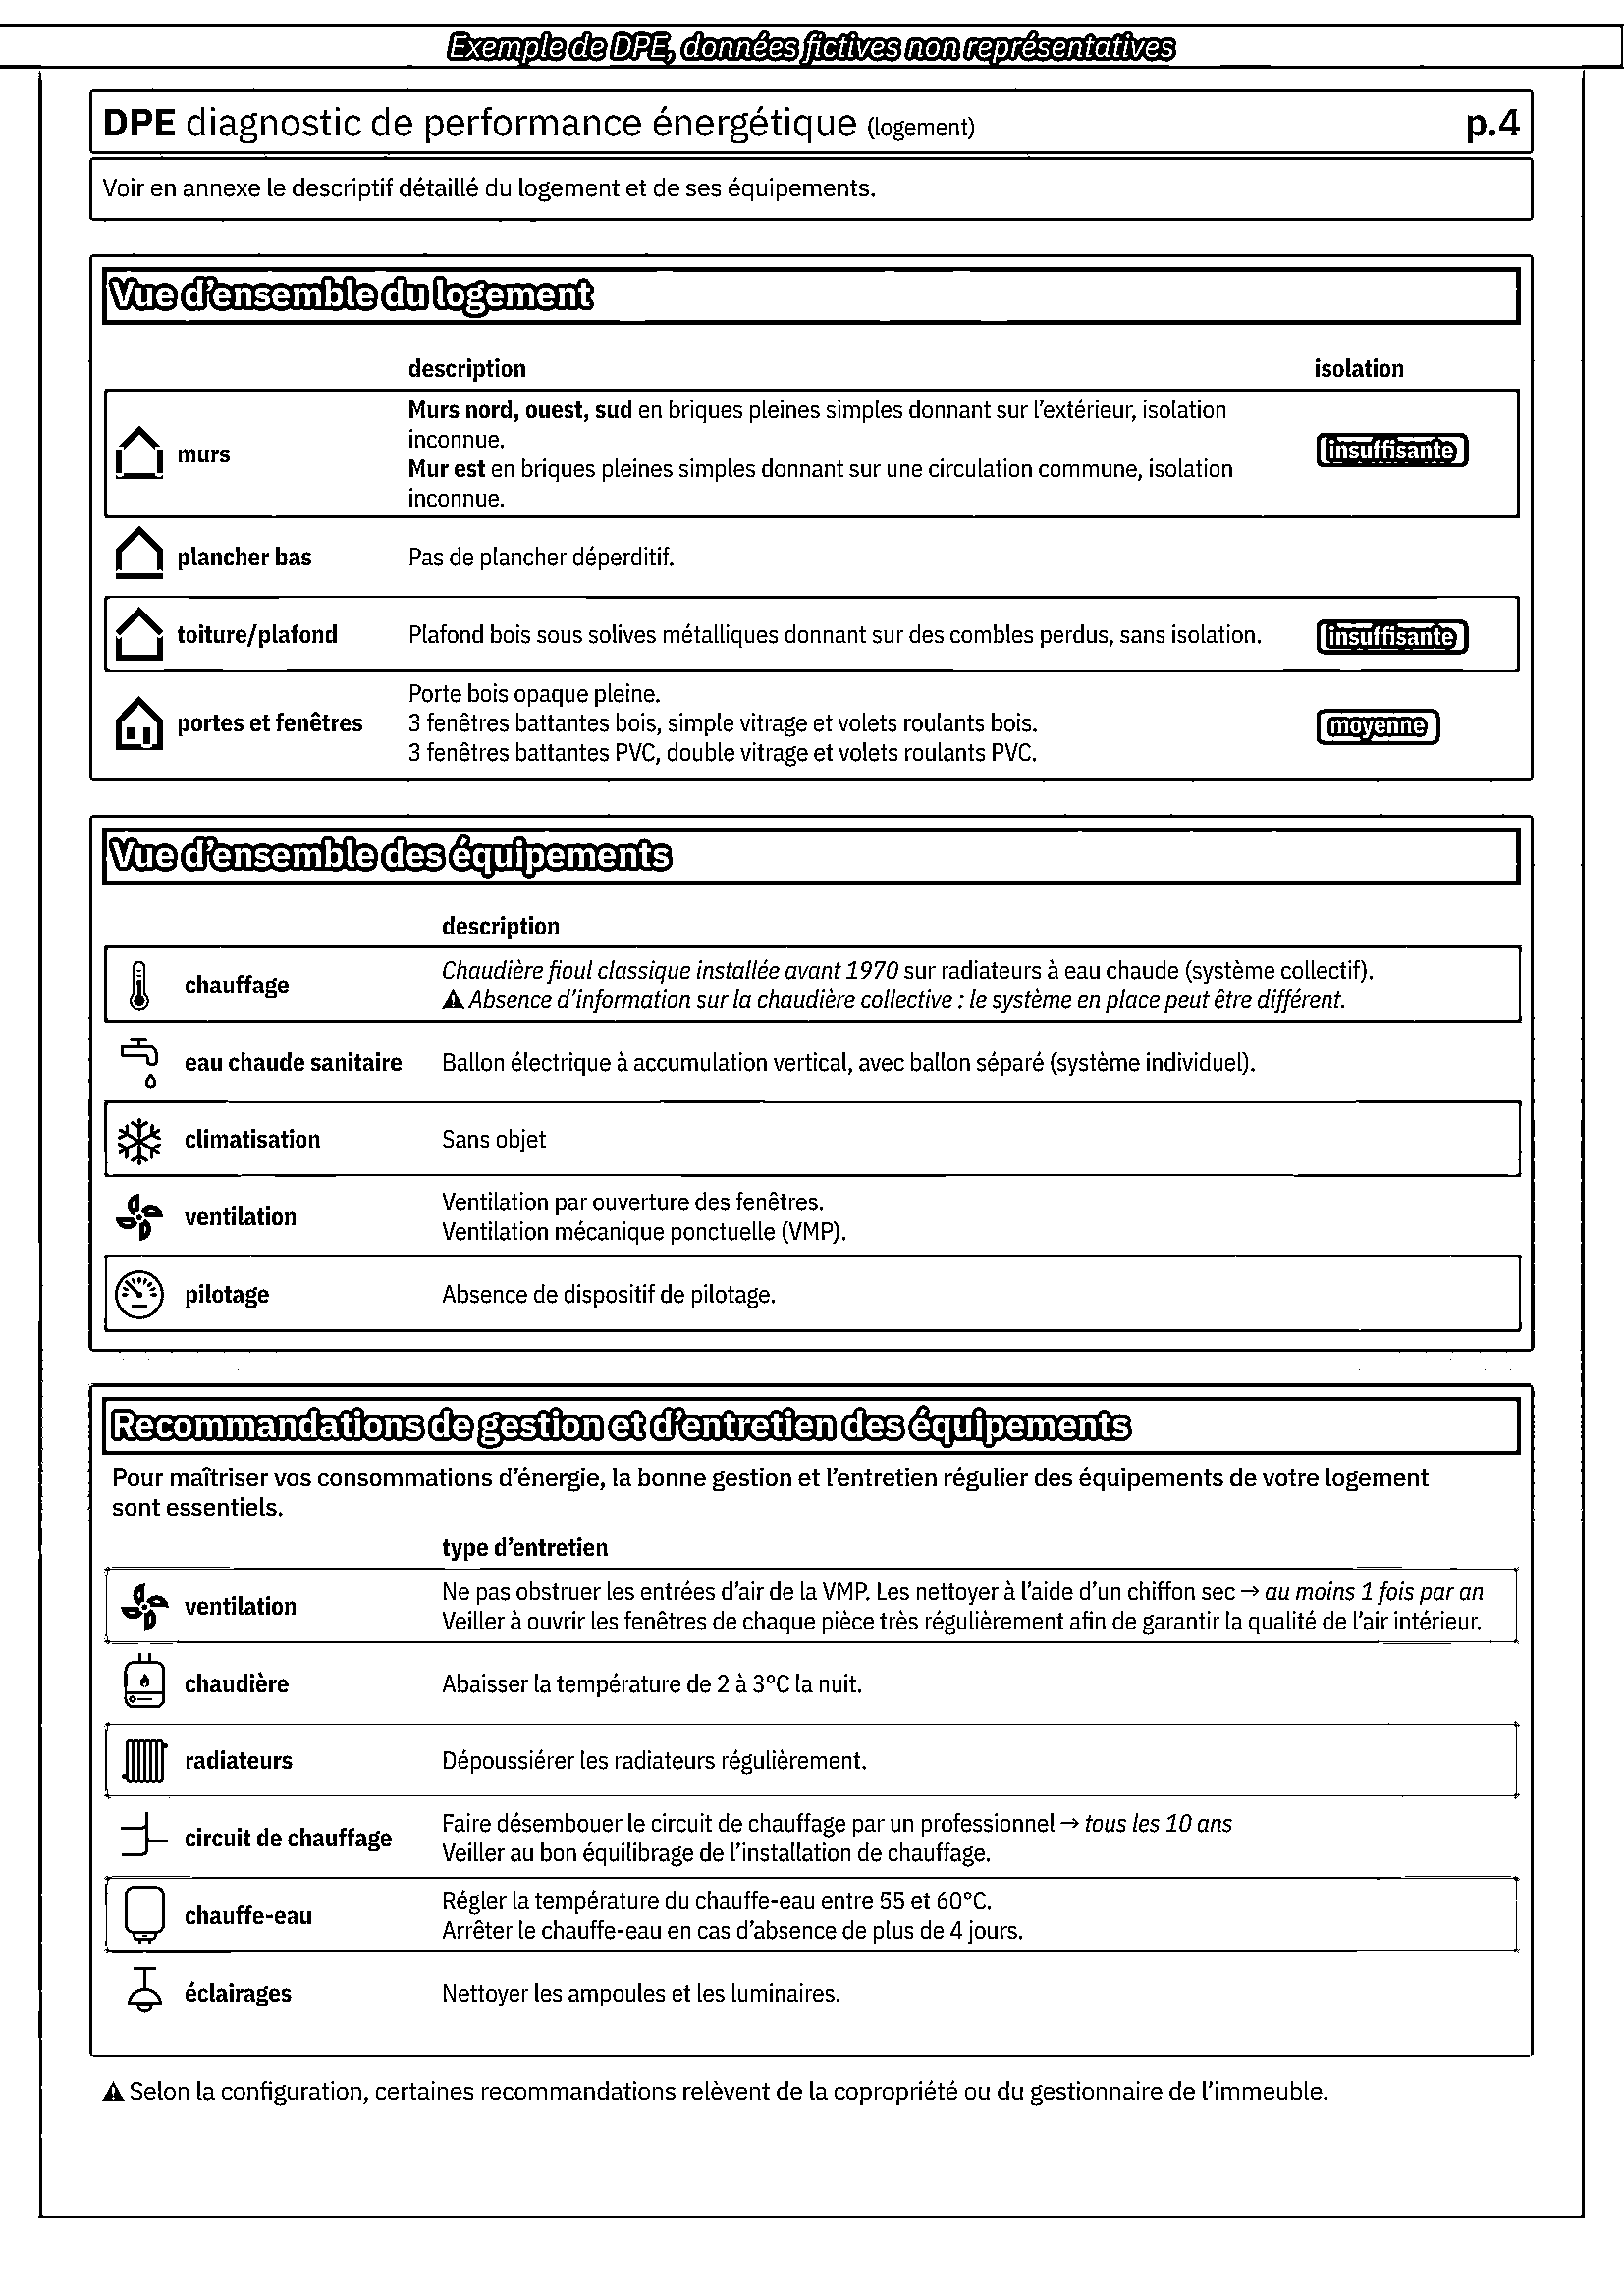 Exemple de DPE, données fictives non représentatives
DPE diagnostic de performance énergétique (logement) p.4
Voir en annexe le descriptif détaillé du logement et de ses équipements.
Vue d’ensemble du logement
description isolation
murs
Murs nord, ouest, sud en briques pleines simples donnant sur l’extérieur, isolation
inconnue.
Mur est en briques pleines simples donnant sur une circulation commune, isolation
inconnue.
insuffisante
plancher bas Pas de plancher déperditif.
toiture/plafond Plafond bois sous solives métalliques donnant sur des combles perdus, sans isolation. insuffisante
portes et fenêtres
Porte bois opaque pleine.
3 fenêtres battantes bois, simple vitrage et volets roulants bois.
3 fenêtres battantes PVC, double vitrage et volets roulants PVC.
moyenne
Vue d’ensemble des équipements
description
chauffage
Chaudière fioul classique installée avant 1970 sur radiateurs à eau chaude (système collectif).
⚠ Absence d’information sur la chaudière collective : le système en place peut être différent.
eau chaude sanitaire Ballon électrique à accumulation vertical, avec ballon séparé (système individuel).
climatisation Sans objet
ventilation
Ventilation par ouverture des fenêtres.
Ventilation mécanique ponctuelle (VMP).
pilotage Absence de dispositif de pilotage.
Recommandations de gestion et d’entretien des équipements
Pour maîtriser vos consommations d’énergie, la bonne gestion et l’entretien régulier des équipements de votre logement
sont essentiels.
type d’entretien
ventilation
Ne pas obstruer les entrées d’air de la VMP. Les nettoyer à l’aide d’un chiffon sec → au moins 1 fois par an
Veiller à ouvrir les fenêtres de chaque pièce très régulièrement afin de garantir la qualité de l’air intérieur.
chaudière Abaisser la température de 2 à 3°C la nuit.
radiateurs Dépoussiérer les radiateurs régulièrement.
circuit de chauffage
Faire désembouer le circuit de chauffage par un professionnel → tous les 10 ans
Veiller au bon équilibrage de l’installation de chauffage.
chauffe-eau
Régler la température du chauffe-eau entre 55 et 60°C.
Arrêter le chauffe-eau en cas d’absence de plus de 4 jours.
éclairages Nettoyer les ampoules et les luminaires.
⚠ Selon la configuration, certaines recommandations relèvent de la copropriété ou du gestionnaire de l’immeuble.